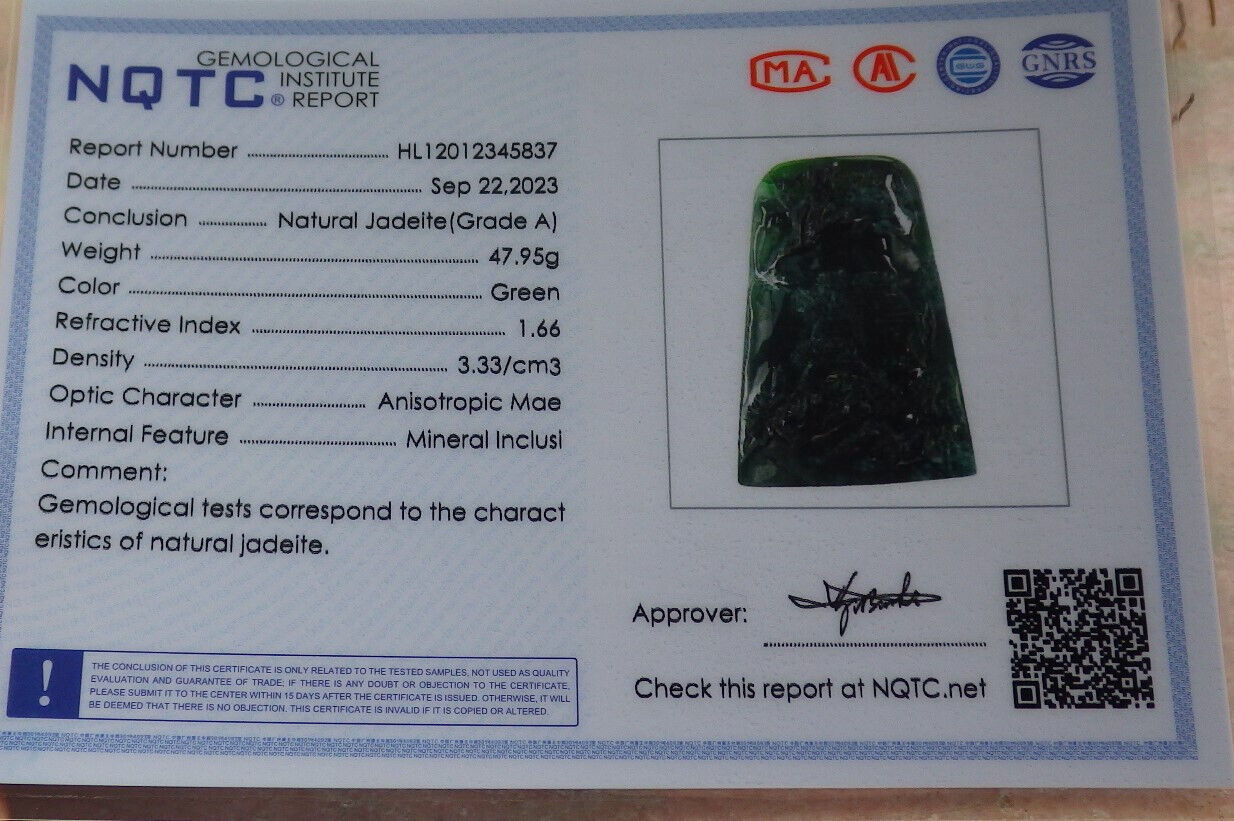 NQTC®
GEMOLOGICAL
INSTITUTE
REPORT
MA
GNRS
Report Number ........ HL12012345837
Date ........ Sep 22,2023
Conclusion ........ Natural Jadeite(Grade A)
Weight ........ 47.95g
Color ........ Green
Refractive Index ........ 1.66
Density ........ 3.33/cm3
Optic Character ........ Anisotropic Mae
Internal Feature ........ Mineral Inclusi
Comment:
Gemological tests correspond to the charact
eristics of natural jadeite.
Approver:
Check this report at NQTC.net
!
THE CONCLUSION OF THIS CERTIFICATE IS ONLY RELATED TO THE TESTED SAMPLES, NOT USED AS QUALITY
EVALUATION AND GUARANTEE OF TRADE; IF THERE IS ANY DOUBT OR OBJECTION TO THE CERTIFICATE,
PLEASE SUBMIT IT TO THE CENTER WITHIN 15 DAYS AFTER THE CERTIFICATE IS ISSUED. OTHERWISE, IT WILL
BE DEEMED THAT THERE IS NO OBJECTION. THIS CERTIFICATE IS INVALID IF IT IS COPIED OR ALTERED.